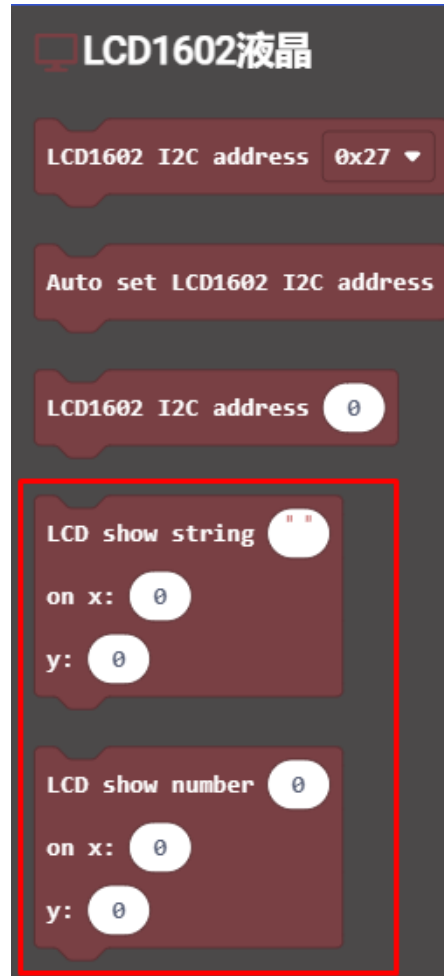 LCD1602液晶
LCD1602 I2C address 0x27
Auto set LCD1602 I2C address
LCD1602 I2C address 0
LCD show string " "
on x: 0
y: 0
LCD show number 0
on x: 0
y: 0